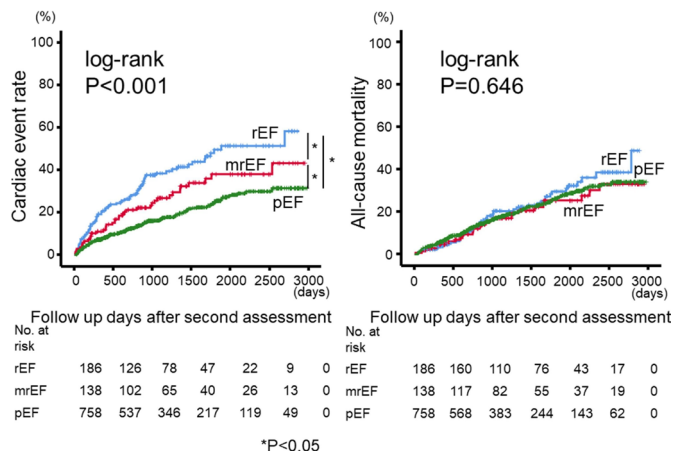 (%)
100
80
60
40
20
0
Cardiac event rate
log-rank
P<0.001
rEF
mrEF
pEF
*
*
*
0 500 1000 1500 2000 2500 3000
(days)
Follow up days after second assessment
No. at
risk
rEF 186 126 78 47 22 9 0
mrEF 138 102 65 40 26 13 0
pEF 758 537 346 217 119 49 0
(%)
100
80
60
40
20
0
All-cause mortality
log-rank
P=0.646
rEF
pEF
mrEF
0 500 1000 1500 2000 2500 3000
(days)
Follow up days after second assessment
No. at
risk
rEF 186 160 110 76 43 17 0
mrEF 138 117 82 55 37 19 0
pEF 758 568 383 244 143 62 0
*P<0.05